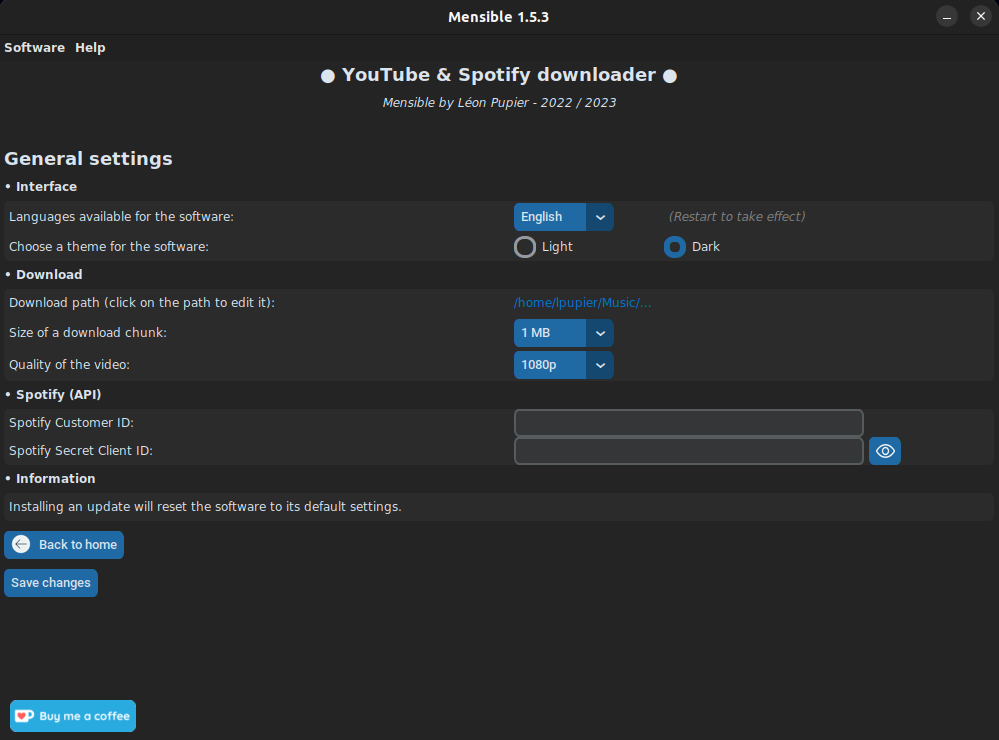 Mensible 1.5.3
Software Help
● YouTube & Spotify downloader ●
Mensible by Léon Pupier - 2022 / 2023
General settings
• Interface
Languages available for the software: English (Restart to take effect)
Choose a theme for the software: Light Dark
• Download
Download path (click on the path to edit it): /home/lpupier/Music/...
Size of a download chunk: 1 MB
Quality of the video: 1080p
• Spotify (API)
Spotify Customer ID:
Spotify Secret Client ID:
• Information
Installing an update will reset the software to its default settings.
Back to home
Save changes
Buy me a coffee